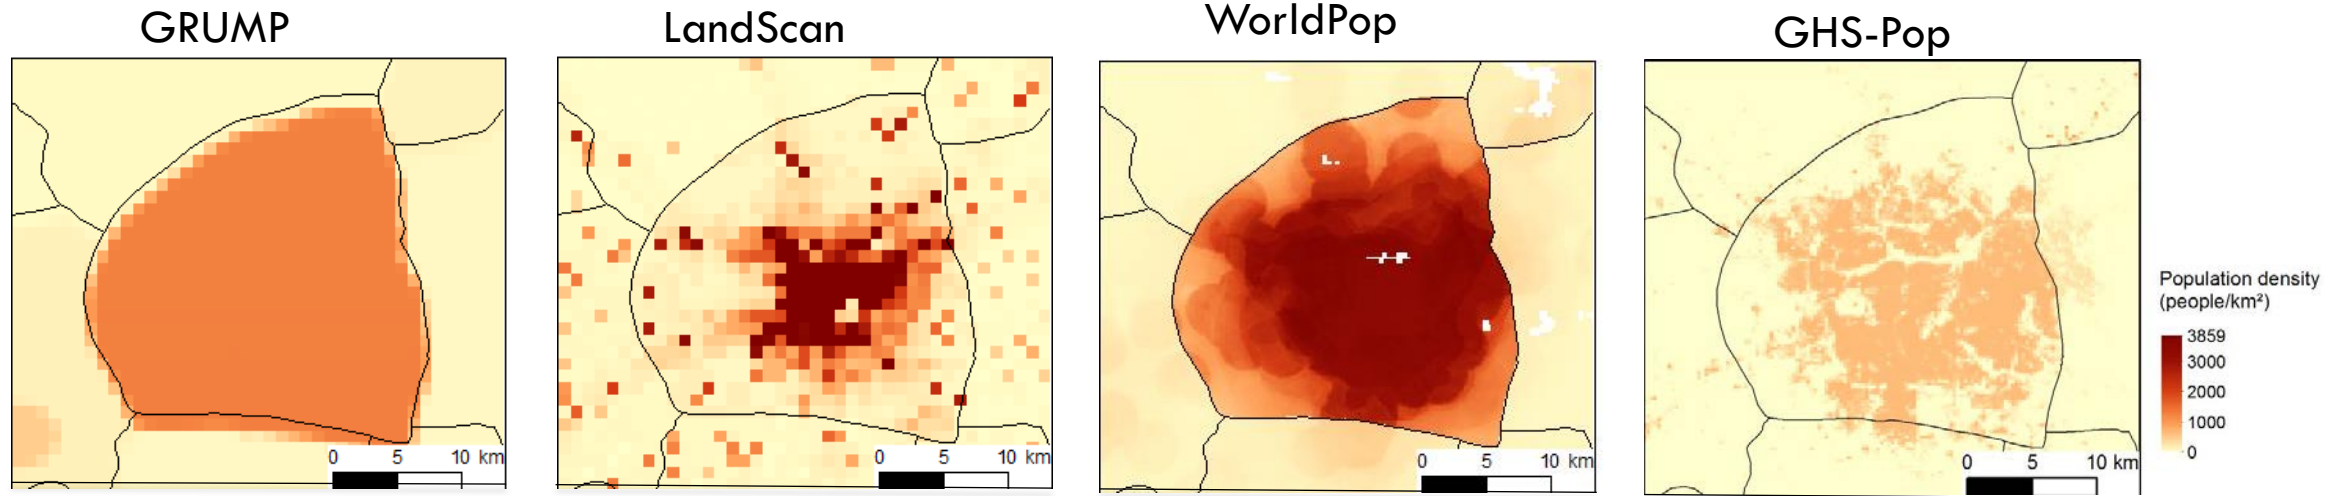 GRUMP
LandScan
WorldPop
GHS-Pop
0 5 10 km
0 5 10 km
0 5 10 km
0 5 10 km
Population density
(people/km²)
3859
3000
2000
1000
0